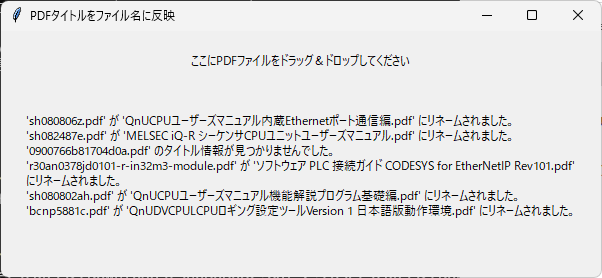 PDFタイトルをファイル名に反映
ここにPDFファイルをドラッグ＆ドロップしてください
'sh080806z.pdf' が 'QnUCPUユーザーズマニュアル内蔵Ethernetポート通信編.pdf' にリネームされました。
'sh082487e.pdf' が 'MELSEC iQ-R シーケンサCPUユニットユーザーズマニュアル.pdf' にリネームされました。
'0900766b81704d0a.pdf' のタイトル情報が見つかりませんでした。
'r30an0378jd0101-r-in32m3-module.pdf' が 'ソフトウェア PLC 接続ガイド CODESYS for EtherNetIP Rev101.pdf'
にリネームされました。
'sh080802ah.pdf' が 'QnUCPUユーザーズマニュアル機能解説プログラム基礎編.pdf' にリネームされました。
'bcnp5881c.pdf' が 'QnUDVCPULCPUロギング設定ツールVersion 1 日本語版動作環境.pdf' にリネームされました。